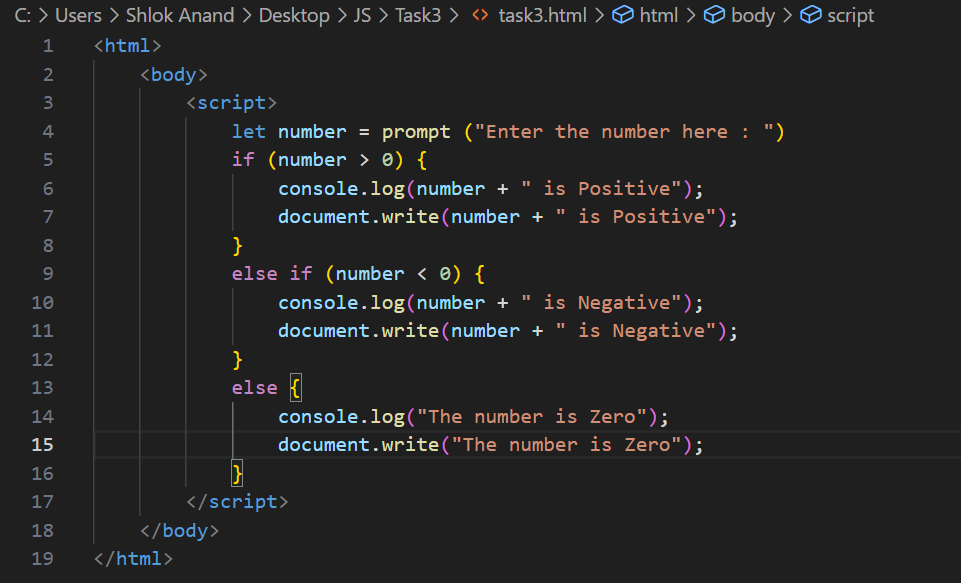 C: > Users > Shlok Anand > Desktop > JS > Task3 > <> task3.html > html > body > script
1 <html>
2 <body>
3 <script>
4 let number = prompt ("Enter the number here : ")
5 if (number > 0) {
6 console.log(number + " is Positive");
7 document.write(number + " is Positive");
8 }
9 else if (number < 0) {
10 console.log(number + " is Negative");
11 document.write(number + " is Negative");
12 }
13 else {
14 console.log("The number is Zero");
15 document.write("The number is Zero");
16 }
17 </script>
18 </body>
19 </html>